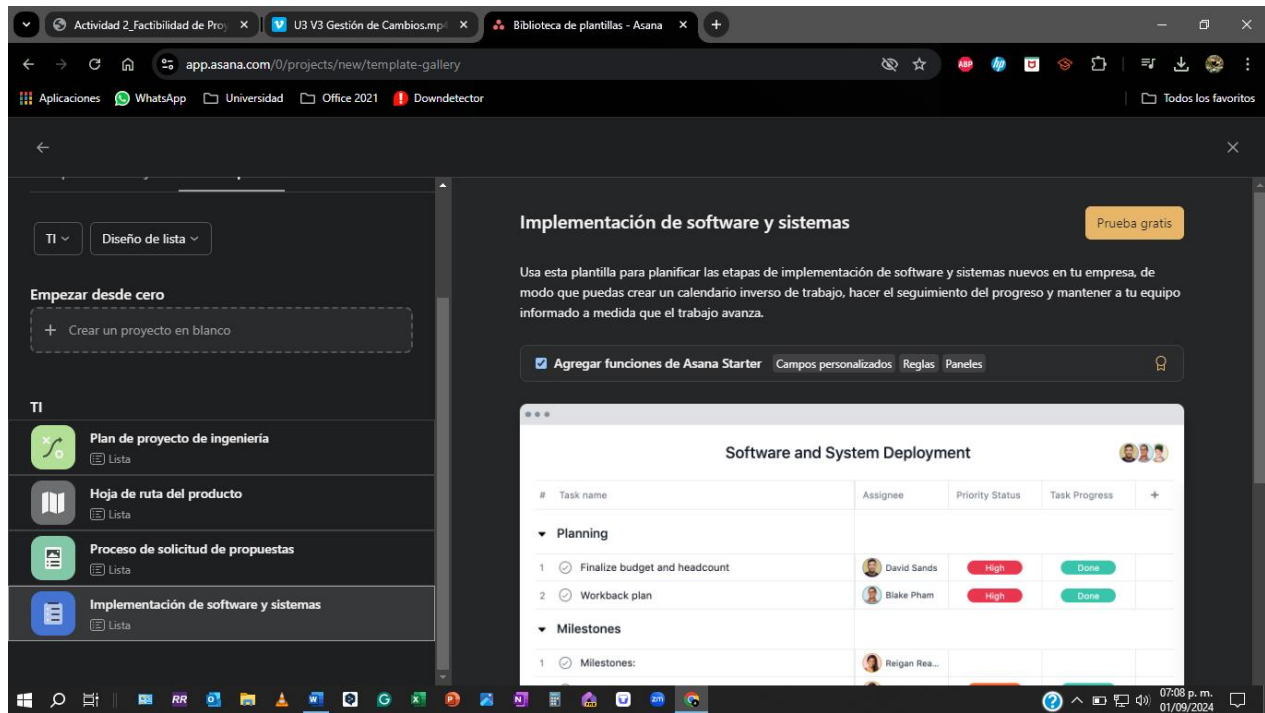 Actividad 2_Factibilidad de Proy
U3 V3 Gestión de Cambios.mp4
Biblioteca de plantillas - Asana
app.asana.com/0/projects/new/template-gallery
Aplicaciones WhatsApp Universidad Office 2021 Downdetector Todos los favoritos
TI Diseño de lista
Empezar desde cero
+ Crear un proyecto en blanco
TI
Plan de proyecto de ingeniería
Lista
Hoja de ruta del producto
Lista
Proceso de solicitud de propuestas
Lista
Implementación de software y sistemas
Lista
Implementación de software y sistemas
Prueba gratis
Usa esta plantilla para planificar las etapas de implementación de software y sistemas nuevos en tu empresa, de
modo que puedas crear un calendario inverso de trabajo, hacer el seguimiento del progreso y mantener a tu equipo
informado a medida que el trabajo avanza.
Agregar funciones de Asana Starter Campos personalizados Reglas Paneles
Software and System Deployment
# Task name Assignee Priority Status Task Progress +
Planning
1 Finalize budget and headcount David Sands High Done
2 Workback plan Blake Pham High Done
Milestones
1 Milestones: Reigan Rea...
07:08 p. m.
01/09/2024